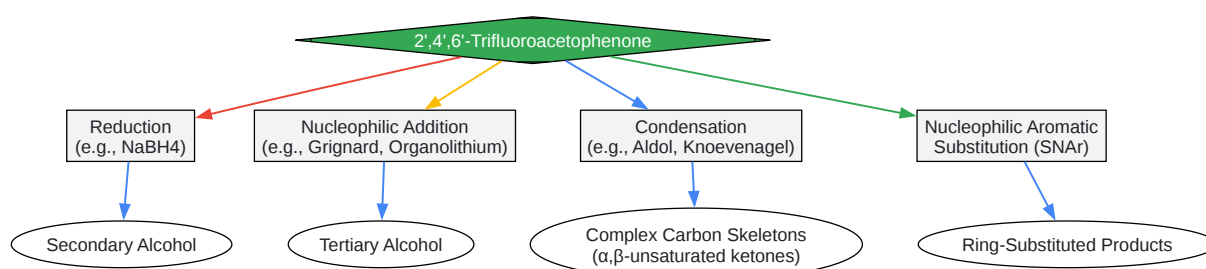 2',4',6'-Trifluoroacetophenone
Reduction
(e.g., NaBH4)
Nucleophilic Addition
(e.g., Grignard, Organolithium)
Condensation
(e.g., Aldol, Knoevenagel)
Nucleophilic Aromatic
Substitution (SNAr)
Secondary Alcohol
Tertiary Alcohol
Complex Carbon Skeletons
(α,β-unsaturated ketones)
Ring-Substituted Products